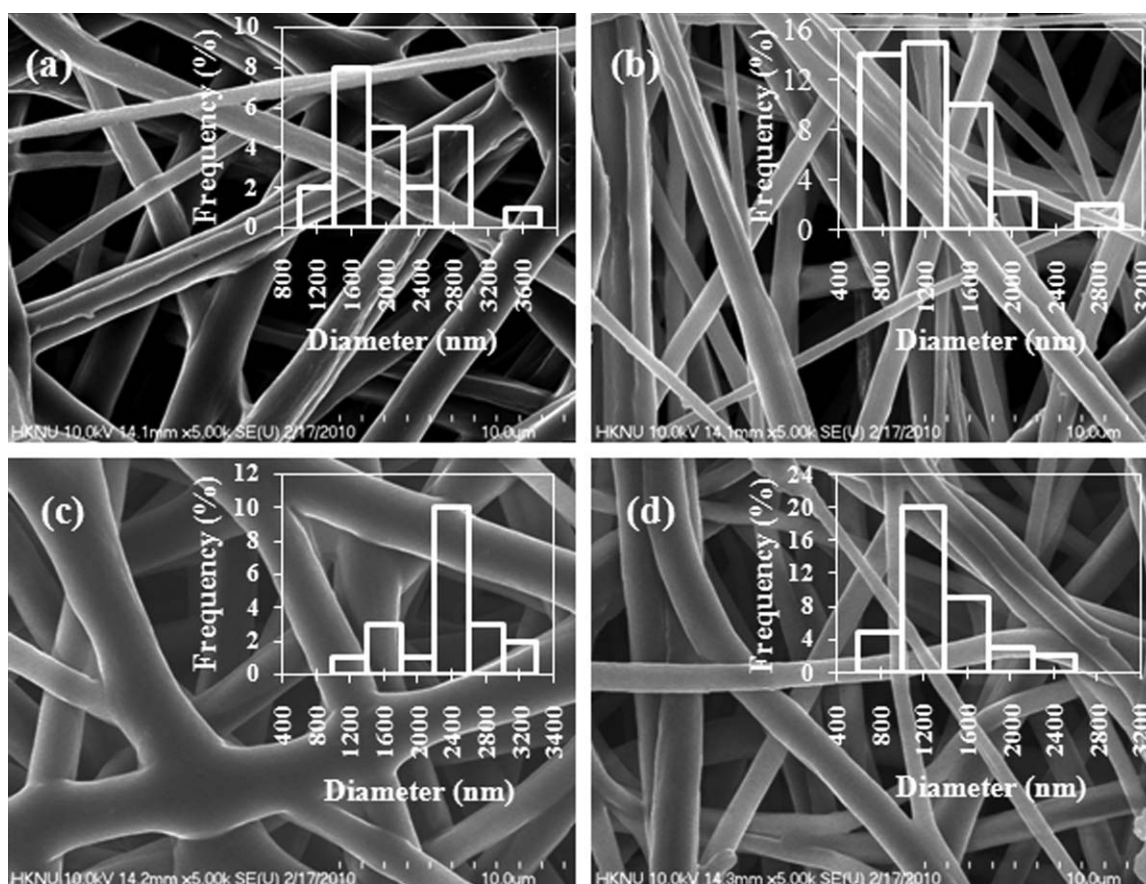 (a)
Frequency (%)
10
8
6
4
2
0
800
1200
1600
2000
2400
2800
3200
3600
Diameter (nm)
HKNU 10.0kV 14.1mm x5.00k SE(U) 2/17/2010
10.0um
(b)
Frequency (%)
16
12
8
4
0
400
800
1200
1600
2000
2400
2800
3200
Diameter (nm)
HKNU 10.0kV 14.1mm x5.00k SE(U) 2/17/2010
10.0um
(c)
Frequency (%)
12
10
8
6
4
2
0
400
800
1200
1600
2000
2400
2800
3200
3400
Diameter (nm)
HKNU 10.0kV 14.2mm x5.00k SE(U) 2/17/2010
10.0um
(d)
Frequency (%)
24
20
16
12
8
4
0
400
800
1200
1600
2000
2400
2800
3200
Diameter (nm)
HKNU 10.0kV 14.3mm x5.00k SE(U) 2/17/2010
10.0um